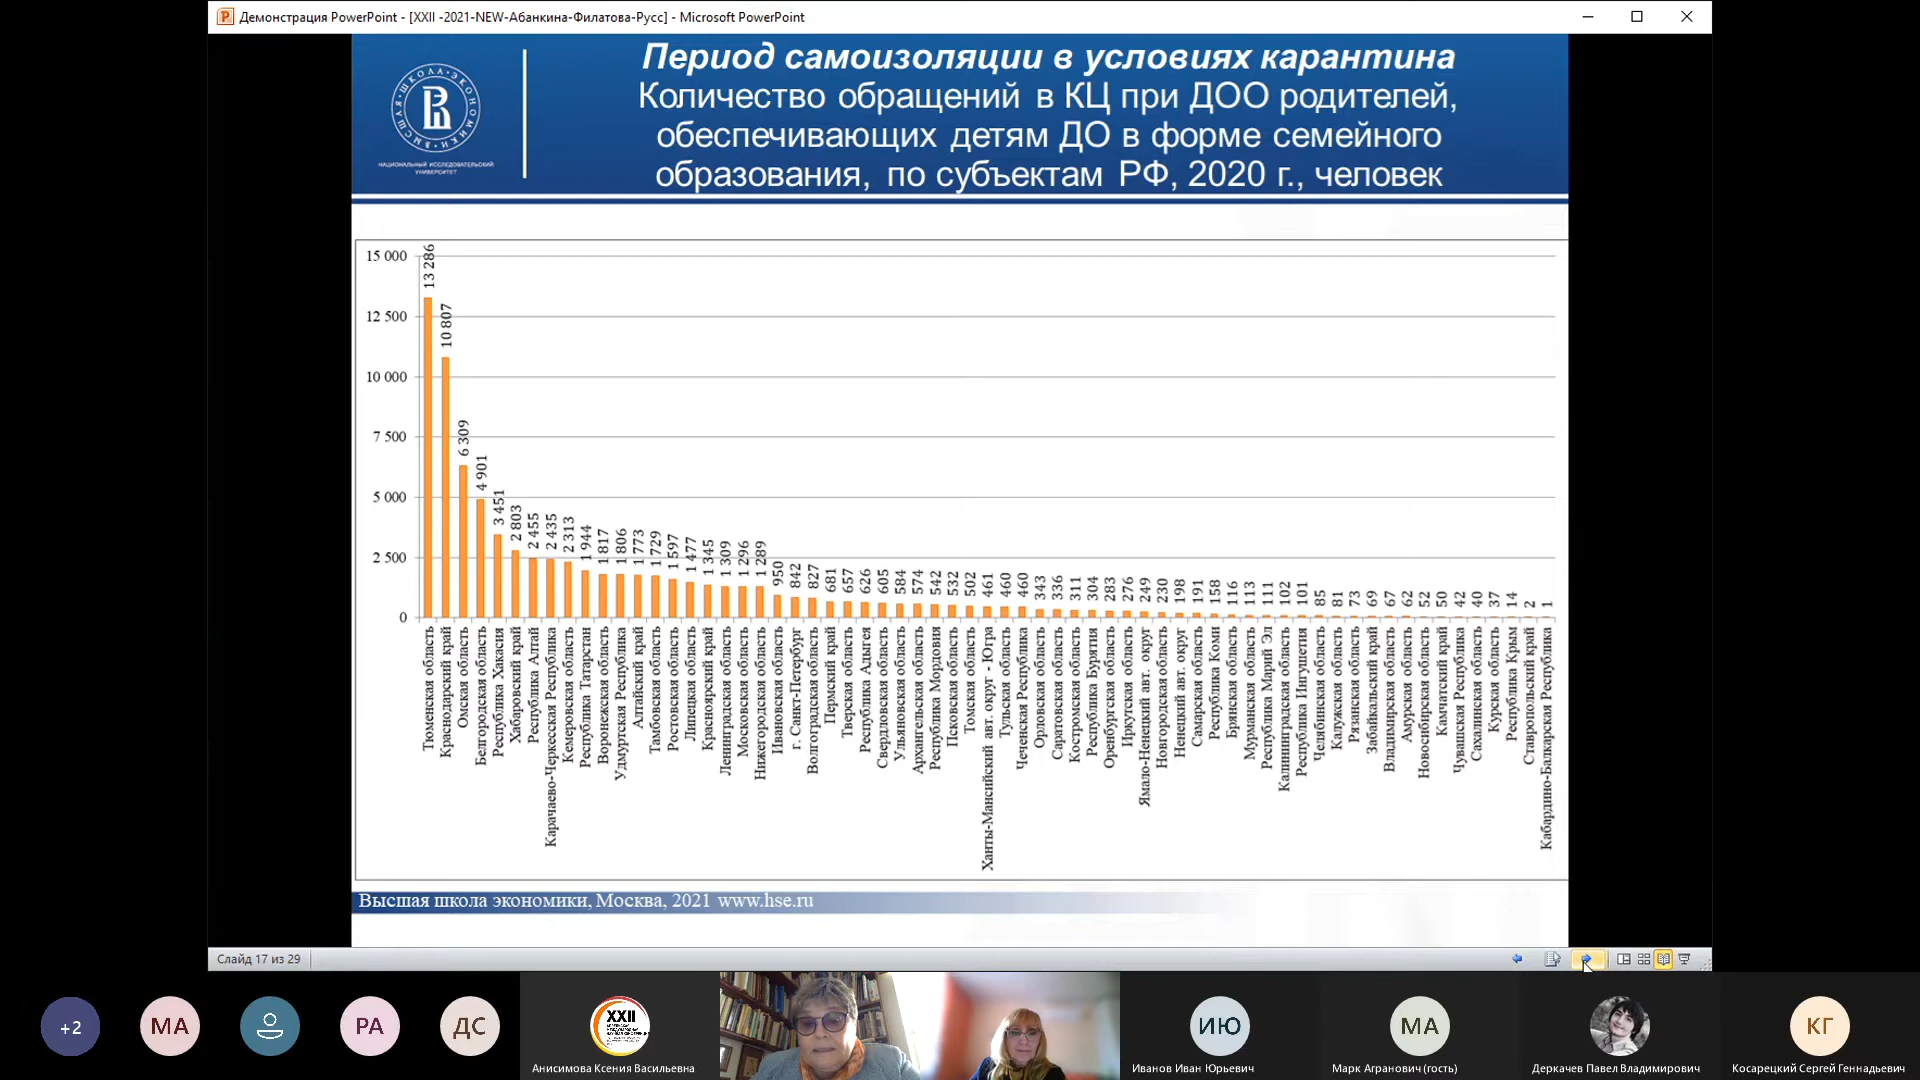 Демонстрация PowerPoint - [XXII -2021-NEW-Абанкина-Филатова-Русс] - Microsoft PowerPoint
ВЫСШАЯ ШКОЛА ЭКОНОМИКИ
НАЦИОНАЛЬНЫЙ ИССЛЕДОВАТЕЛЬСКИЙ
УНИВЕРСИТЕТ
Период самоизоляции в условиях карантина
Количество обращений в КЦ при ДОО родителей,
обеспечивающих детям ДО в форме семейного
образования, по субъектам РФ, 2020 г., человек
15 000
12 500
10 000
7 500
5 000
2 500
0
13 286
10 807
6 309
4 901
3 451
2 803
2 455
2 435
2 313
1 944
1 817
1 806
1 773
1 729
1 597
1 477
1 345
1 309
1 296
1 289
950
842
827
681
657
626
605
584
574
542
532
502
461
460
460
343
336
311
304
283
276
249
230
198
191
158
116
113
111
102
101
85
81
73
69
67
62
52
50
42
40
37
14
2
1
Тюменская область
Краснодарский край
Омская область
Белгородская область
Республика Хакасия
Хабаровский край
Республика Алтай
Карачаево-Черкесская Республика
Кемеровская область
Республика Татарстан
Воронежская область
Удмуртская Республика
Алтайский край
Тамбовская область
Ростовская область
Липецкая область
Красноярский край
Ленинградская область
Московская область
Нижегородская область
Ивановская область
г. Санкт-Петербург
Волгоградская область
Пермский край
Тверская область
Республика Адыгея
Свердловская область
Ульяновская область
Архангельская область
Республика Мордовия
Псковская область
Томская область
Ханты-Мансийский авт. округ - Югра
Тульская область
Чеченская Республика
Орловская область
Саратовская область
Костромская область
Республика Бурятия
Оренбургская область
Иркутская область
Ямало-Ненецкий авт. округ
Новгородская область
Ненецкий авт. округ
Самарская область
Республика Коми
Брянская область
Мурманская область
Республика Марий Эл
Калининградская область
Республика Ингушетия
Челябинская область
Калужская область
Рязанская область
Забайкальский край
Владимирская область
Амурская область
Новосибирская область
Камчатский край
Чувашская Республика
Сахалинская область
Курская область
Республика Крым
Ставропольский край
Кабардино-Балкарская Республика
Высшая школа экономики, Москва, 2021 www.hse.ru
Слайд 17 из 29
+2
МА
РА
ДС
XXII
ИЮ
МА
КГ
Анисимова Ксения Васильевна
Иванов Иван Юрьевич
Марк Агранович (гость)
Деркачев Павел Владимирович
Косарецкий Сергей Геннадьевич